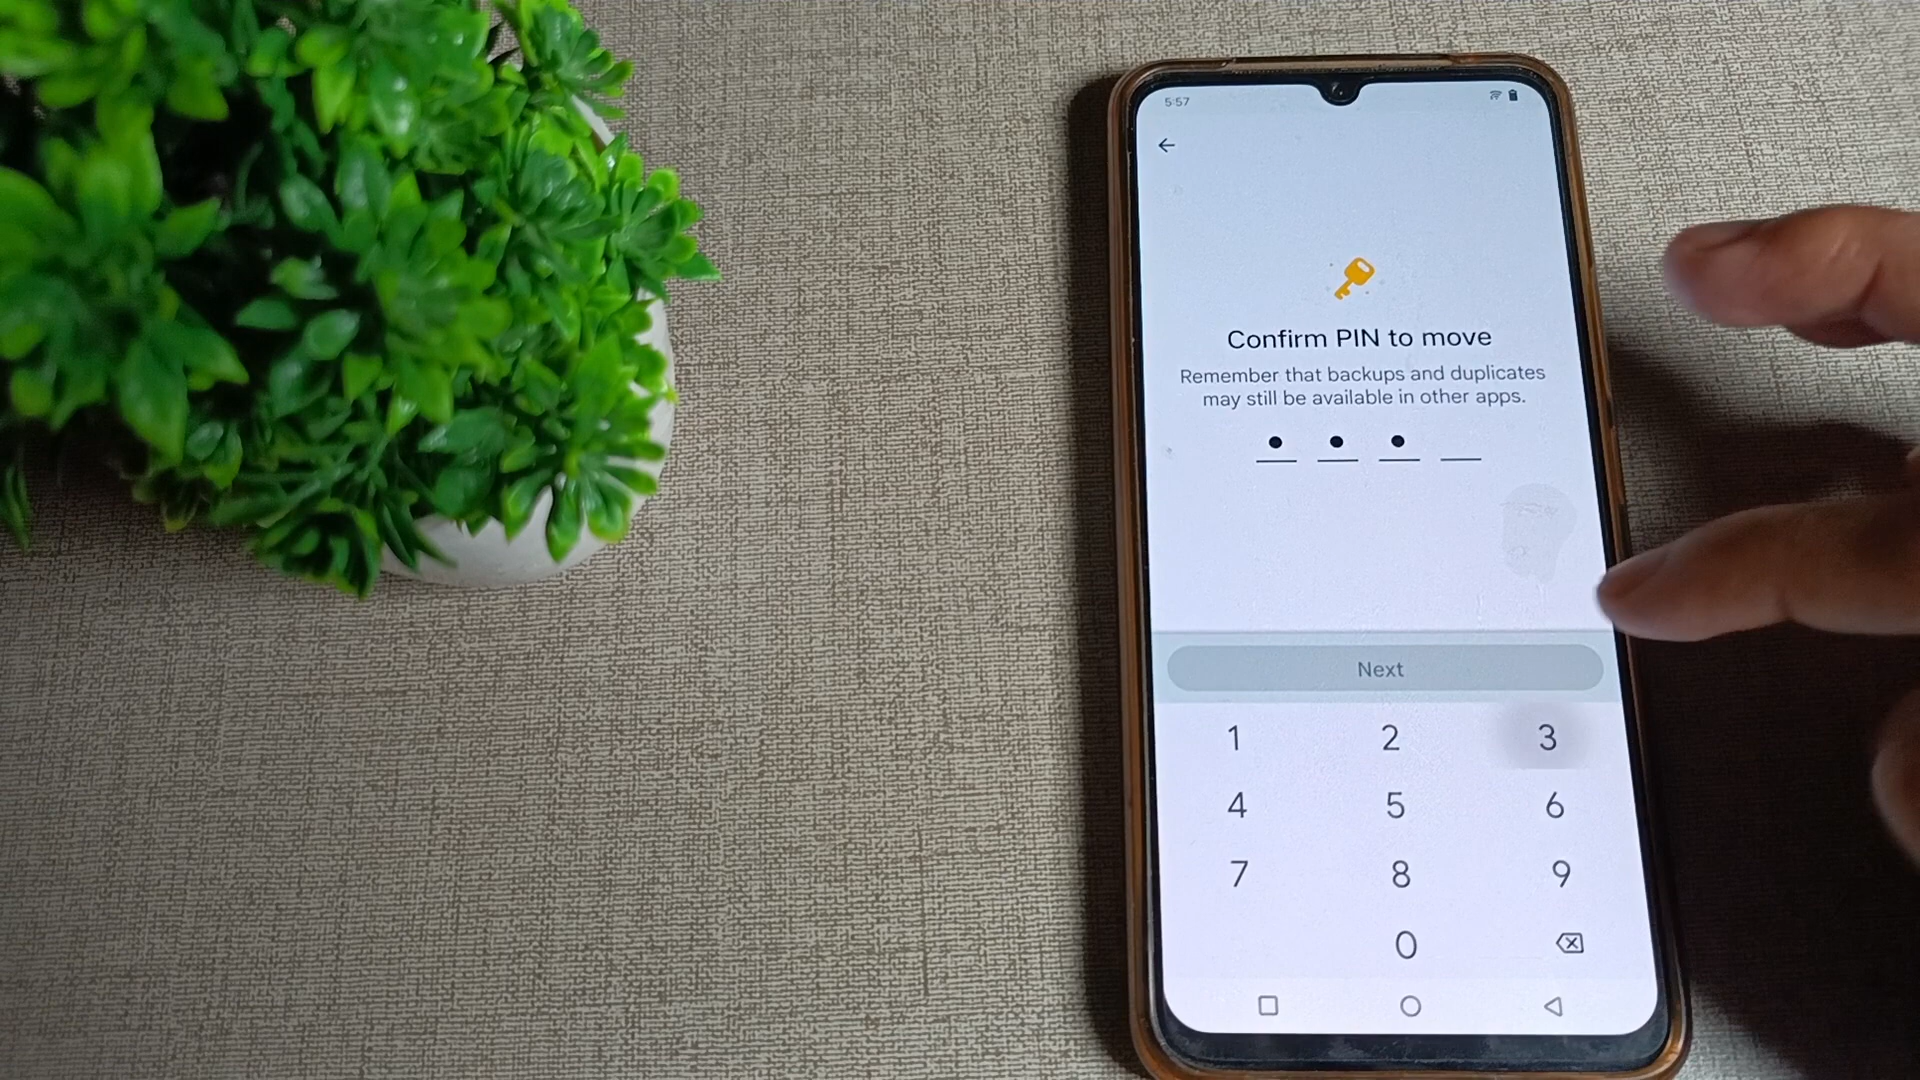 5:57
Confirm PIN to move
Remember that backups and duplicates
may still be available in other apps.
Next
1 2 3
4 5 6
7 8 9
0